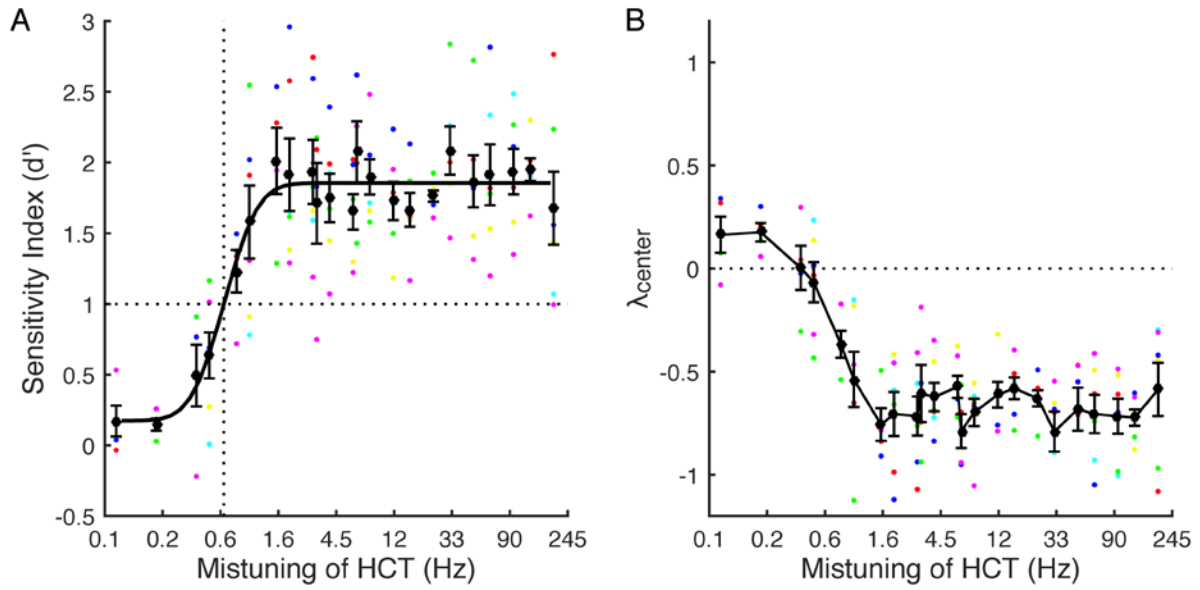 A
3
2.5
2
1.5
1
0.5
0
-0.5
Sensitivity Index (d')
0.1 0.2 0.6 1.6 4.5 12 33 90 245
Mistuning of HCT (Hz)
B
1
0.5
0
-0.5
-1
λcenter
0.1 0.2 0.6 1.6 4.5 12 33 90 245
Mistuning of HCT (Hz)